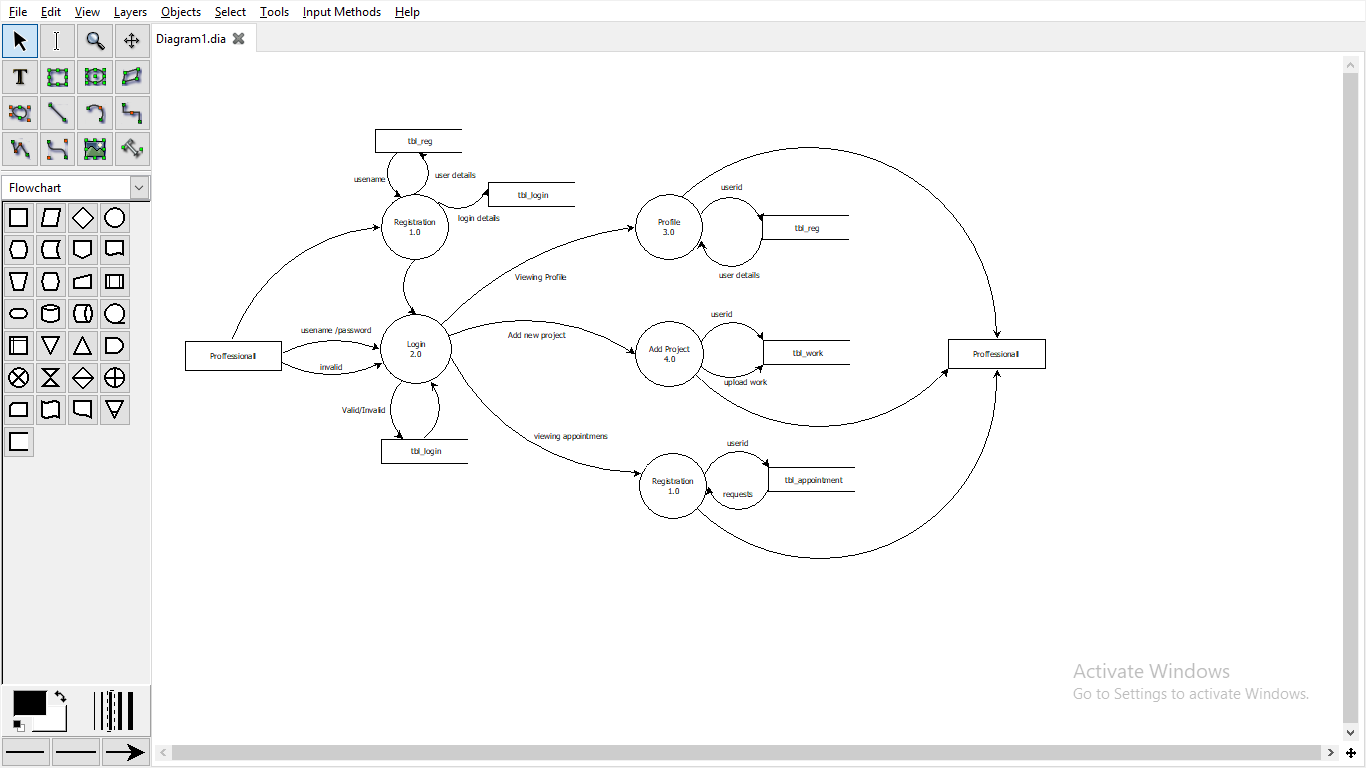 File Edit View Layers Objects Select Tools Input Methods Help
Diagram1.dia
T
Flowchart
tbl_reg
usename
user details
tbl_login
login details
Registration
1.0
userid
Profile
3.0
tbl_reg
user details
Viewing Profile
usename /password
Login
2.0
Add new project
userid
Add Project
4.0
tbl_work
upload work
Proffessionall
invalid
Proffessionall
Valid/Invalid
tbl_login
viewing appointmens
userid
Registration
1.0
tbl_appointment
requests
Activate Windows
Go to Settings to activate Windows.